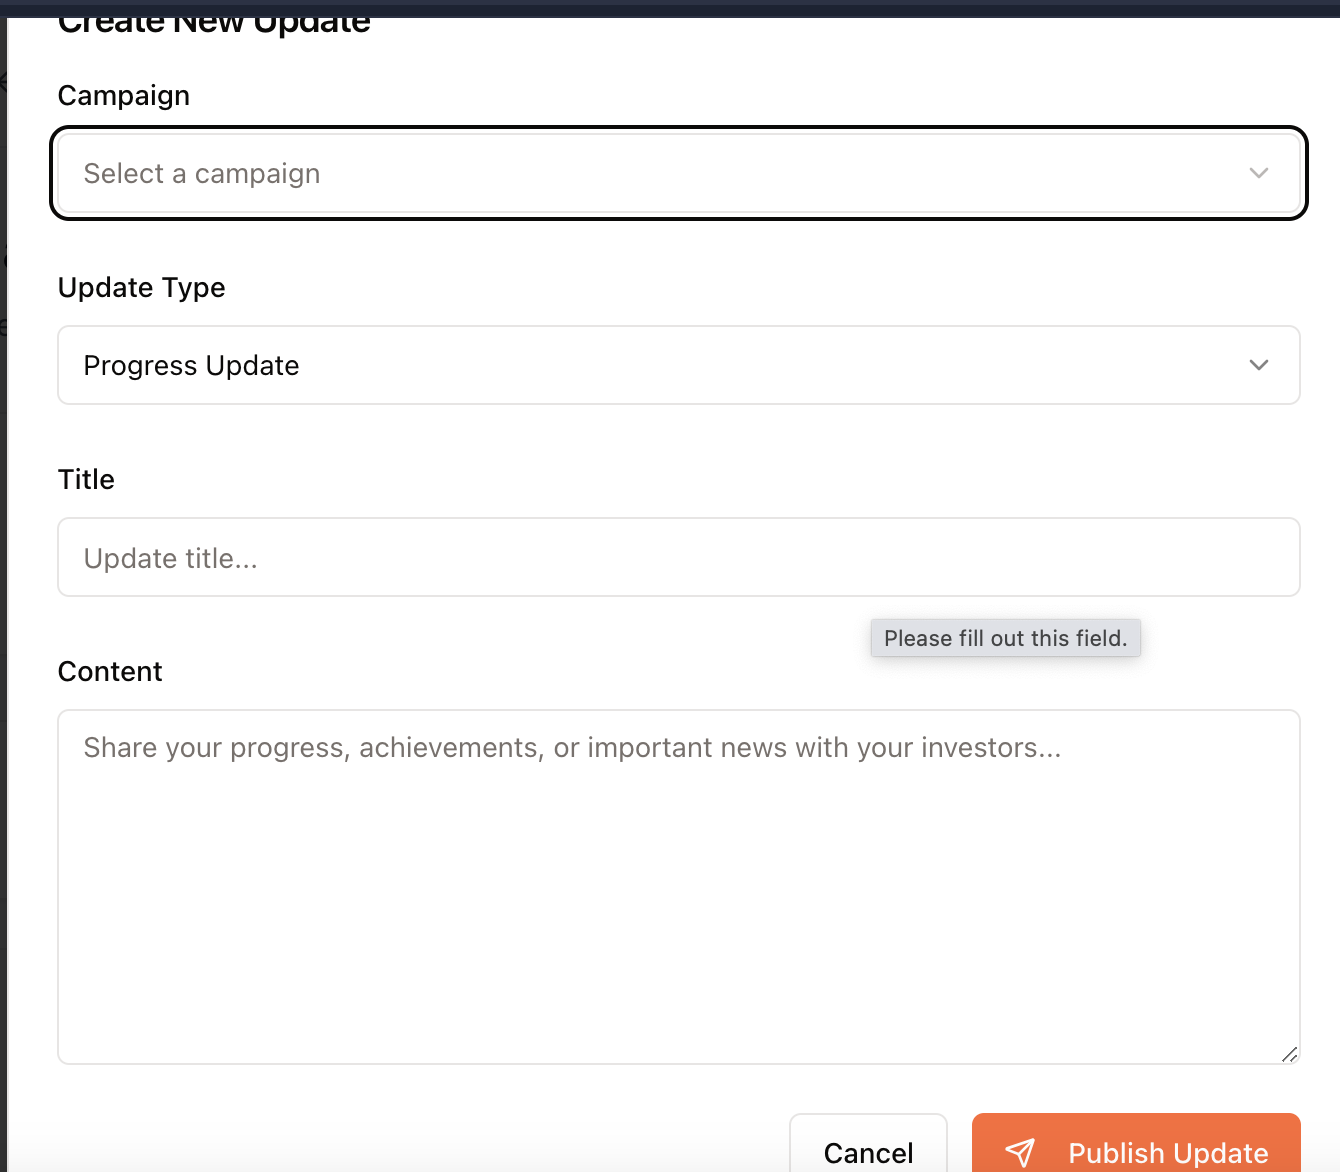 Create New Update
Campaign
Select a campaign
Update Type
Progress Update
Title
Update title...
Please fill out this field.
Content
Share your progress, achievements, or important news with your investors...
Cancel
Publish Update